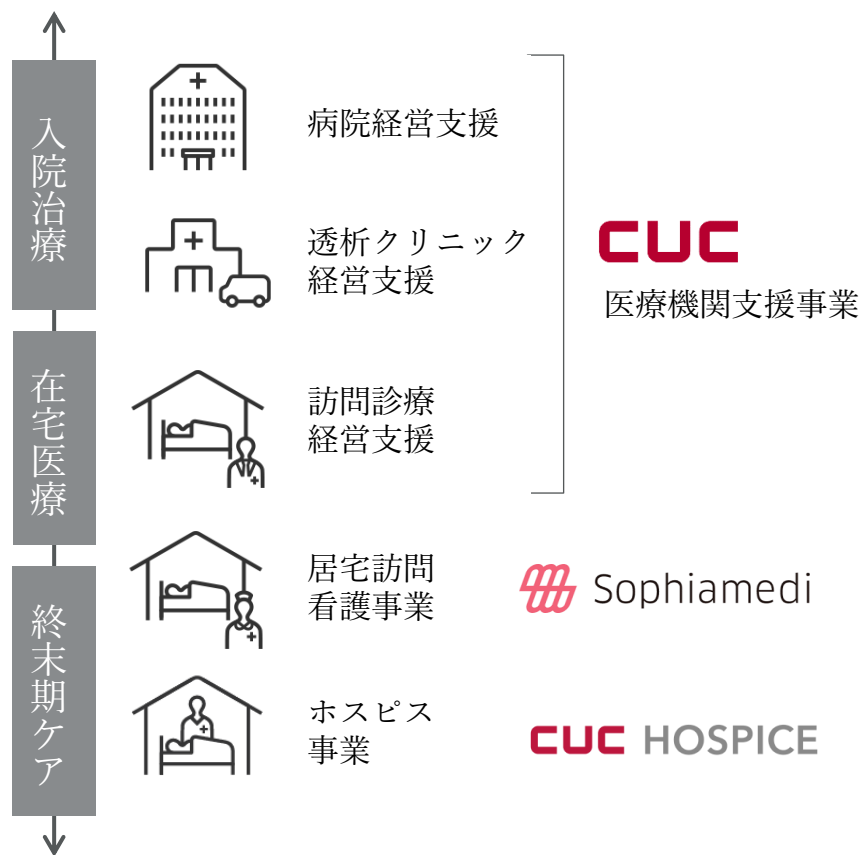 入院治療
病院経営支援
透析クリニック
経営支援
CUC
医療機関支援事業
在宅医療
訪問診療
経営支援
居宅訪問
看護事業
Sophiamedi
終末期ケア
ホスピス
事業
CUC HOSPICE